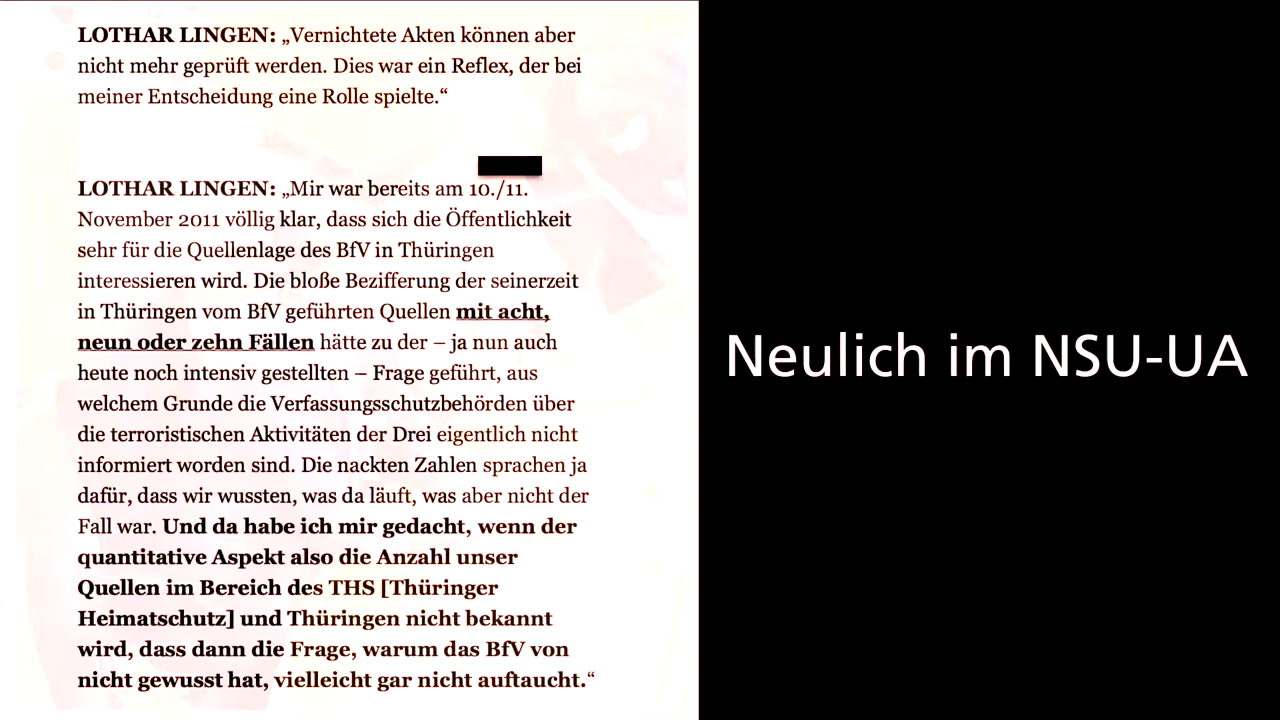 LOTHAR LINGEN: „Vernichtete Akten können aber
nicht mehr geprüft werden. Dies war ein Reflex, der bei
meiner Entscheidung eine Rolle spielte.“
LOTHAR LINGEN: „Mir war bereits am 10./11.
November 2011 völlig klar, dass sich die Öffentlichkeit
sehr für die Quellenlage des BfV in Thüringen
interessieren wird. Die bloße Bezifferung der seinerzeit
in Thüringen vom BfV geführten Quellen mit acht,
neun oder zehn Fällen hätte zu der – ja nun auch
heute noch intensiv gestellten – Frage geführt, aus
welchem Grunde die Verfassungsschutzbehörden über
die terroristischen Aktivitäten der Drei eigentlich nicht
informiert worden sind. Die nackten Zahlen sprachen ja
dafür, dass wir wussten, was da läuft, was aber nicht der
Fall war. Und da habe ich mir gedacht, wenn der
quantitative Aspekt also die Anzahl unser
Quellen im Bereich des THS [Thüringer
Heimatschutz] und Thüringen nicht bekannt
wird, dass dann die Frage, warum das BfV von
nicht gewusst hat, vielleicht gar nicht auftaucht.“
Neulich im NSU-UA